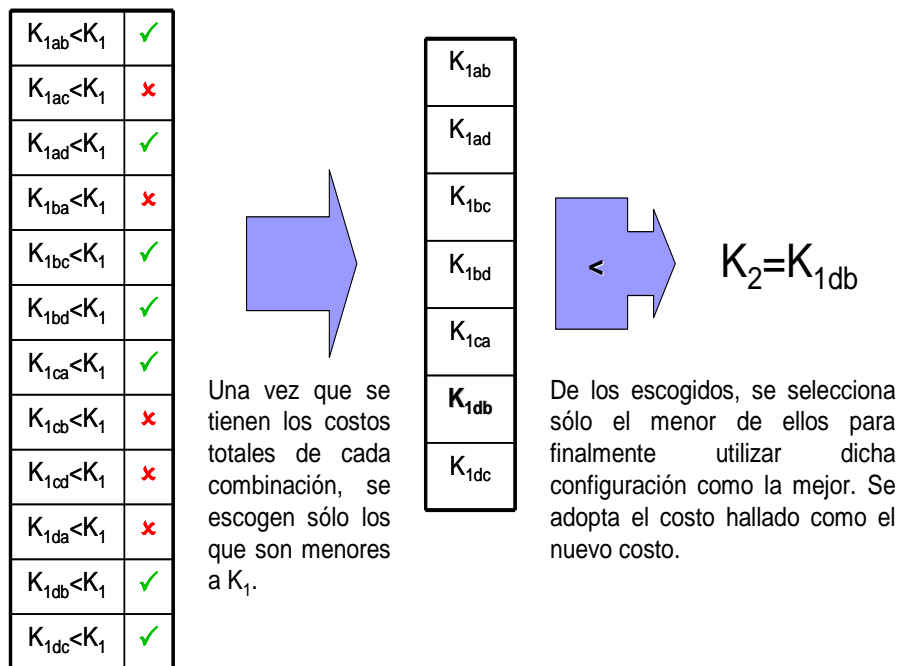 K₁ab<K₁ ✓
K₁ac<K₁ ✘
K₁ad<K₁ ✓
K₁ba<K₁ ✘
K₁bc<K₁ ✓
K₁bd<K₁ ✓
K₁ca<K₁ ✓
K₁cb<K₁ ✘
K₁cd<K₁ ✘
K₁da<K₁ ✘
K₁db<K₁ ✓
K₁dc<K₁ ✓
Una vez que se
tienen los costos
totales de cada
combinación, se
escogen sólo los
que son menores
a K₁.
K₁ab
K₁ad
K₁bc
K₁bd
K₁ca
K₁db
K₁dc
<
K₂=K₁db
De los escogidos, se selecciona
sólo el menor de ellos para
finalmente utilizar dicha
configuración como la mejor. Se
adopta el costo hallado como el
nuevo costo.